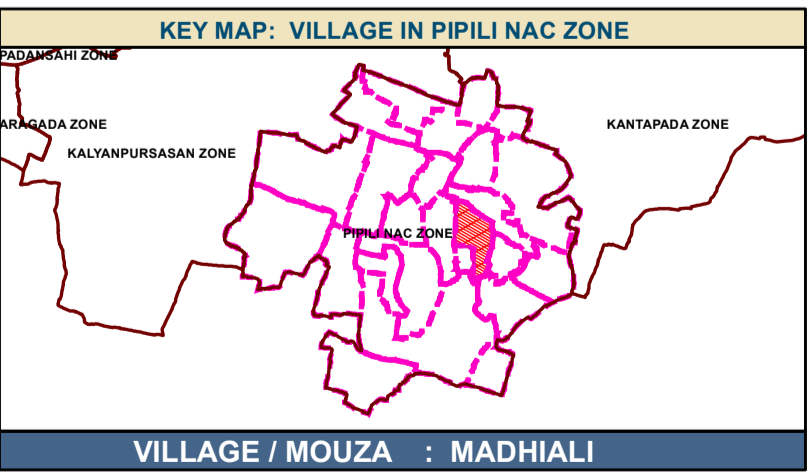 KEY MAP: VILLAGE IN PIPILI NAC ZONE
PADANSAHI ZONE
ARAGADA ZONE
KANTAPADA ZONE
KALYANPURSASAN ZONE
PIPILI NAC ZONE
VILLAGE / MOUZA : MADHIALI